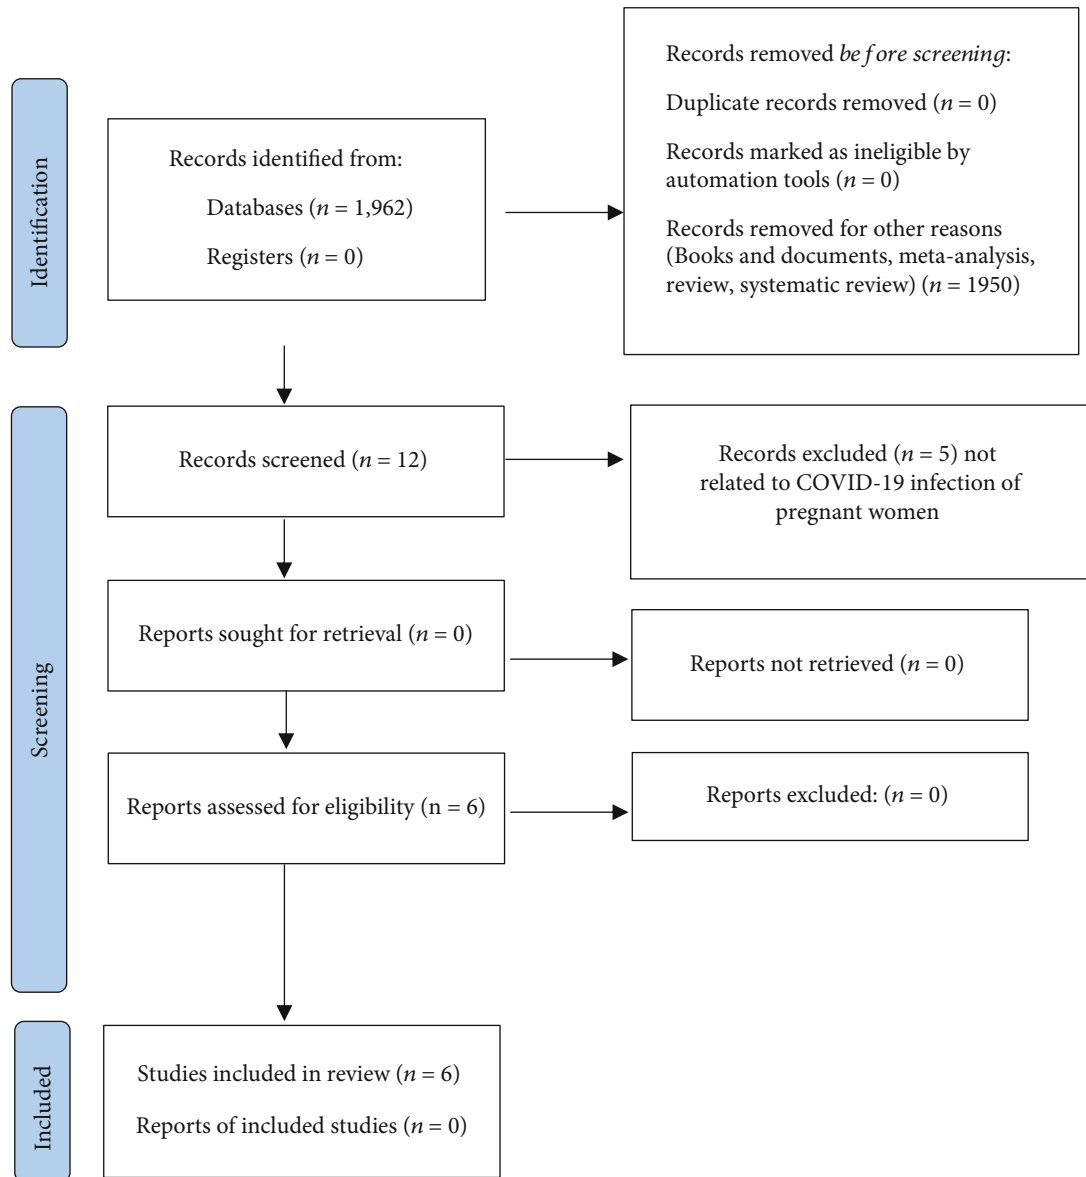 Identification
Records identified from:
Databases (n = 1,962)
Registers (n = 0)
Records removed before screening:
Duplicate records removed (n = 0)
Records marked as ineligible by
automation tools (n = 0)
Records removed for other reasons
(Books and documents, meta-analysis,
review, systematic review) (n = 1950)
Screening
Records screened (n = 12)
Records excluded (n = 5) not
related to COVID-19 infection of
pregnant women
Reports sought for retrieval (n = 0)
Reports not retrieved (n = 0)
Reports assessed for eligibility (n = 6)
Reports excluded: (n = 0)
Included
Studies included in review (n = 6)
Reports of included studies (n = 0)